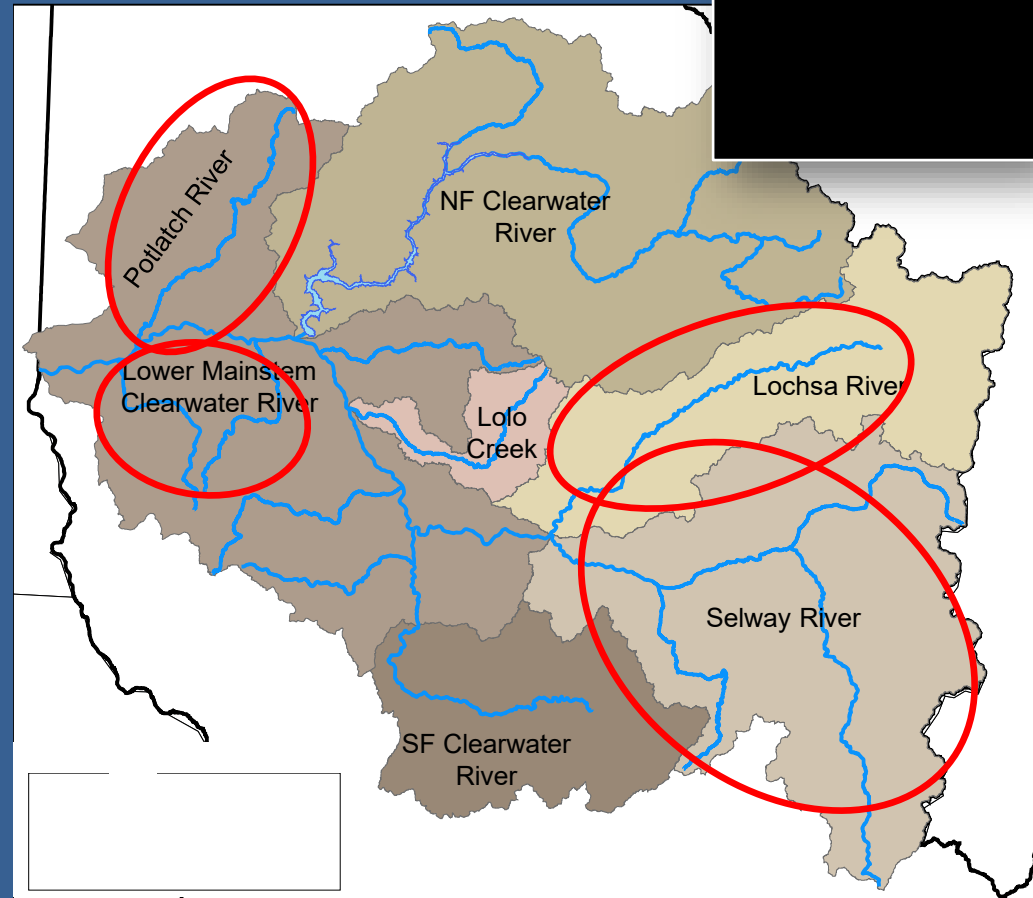 Potlatch River
NF Clearwater
River
Lower Mainstem
Clearwater River
Lolo
Creek
Lochsa River
Selway River
SF Clearwater
River